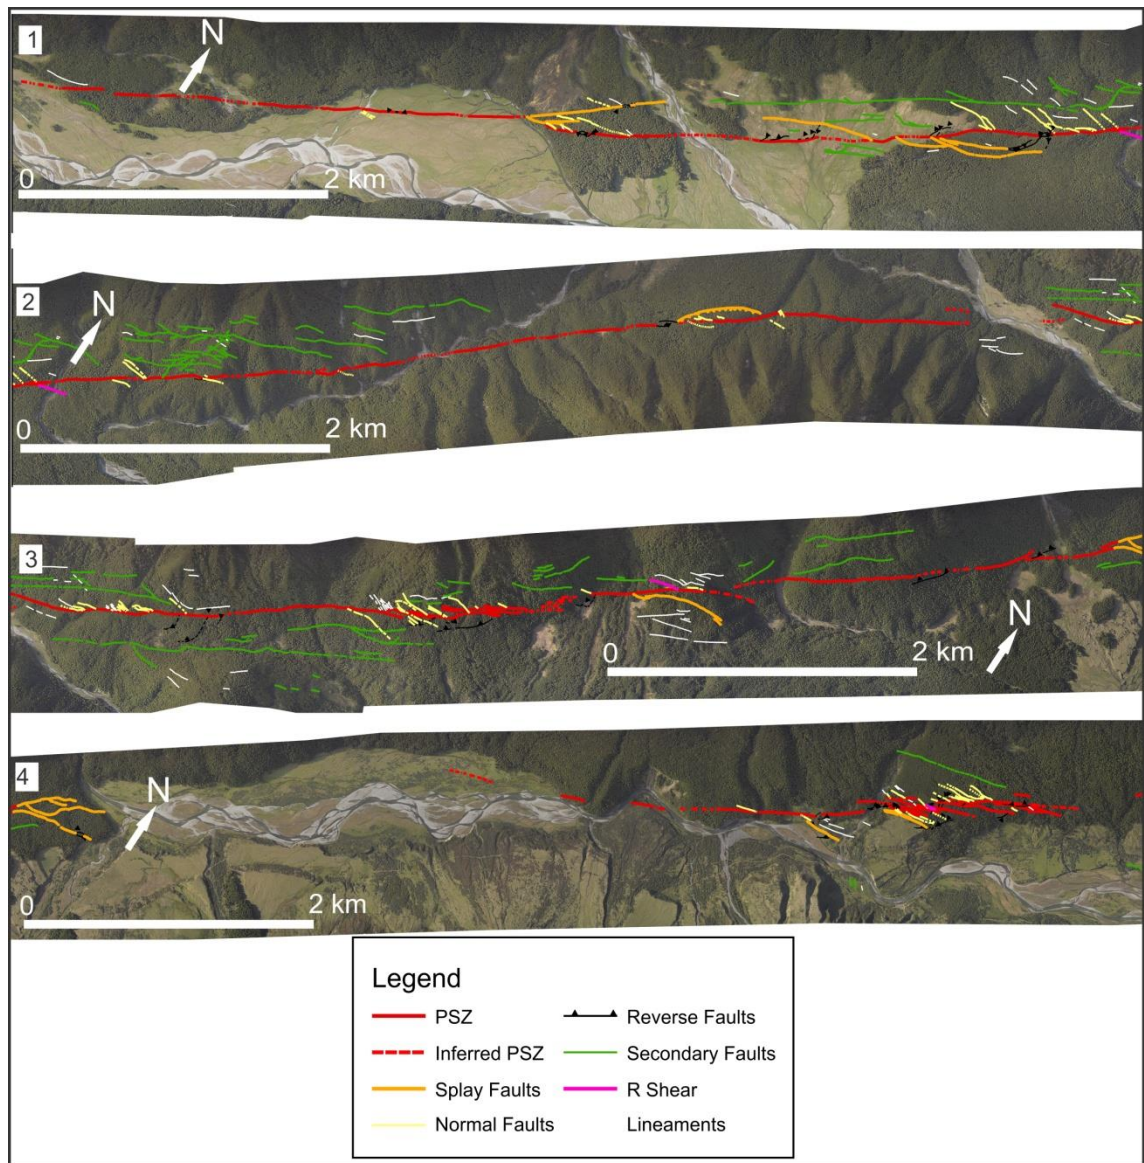 1
N
0
2 km
2
N
0
2 km
3
0
2 km
N
4
N
0
2 km
Legend
PSZ
Reverse Faults
Inferred PSZ
Secondary Faults
Splay Faults
R Shear
Normal Faults
Lineaments